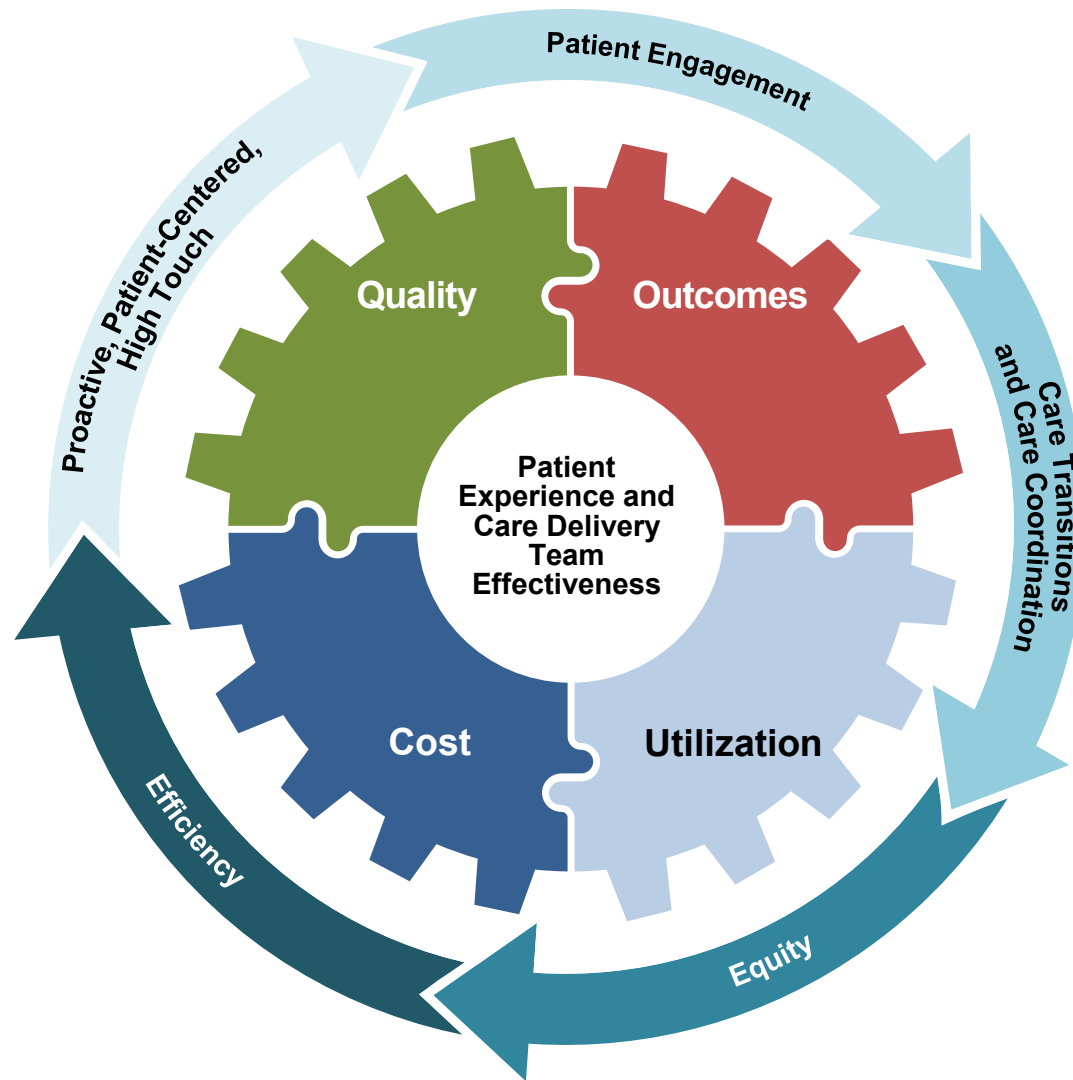 Patient Engagement
Proactive, Patient-Centered,
High Touch
Quality
Outcomes
Care Transitions
and Care Coordination
Patient
Experience and
Care Delivery
Team
Effectiveness
Cost
Utilization
Efficiency
Equity